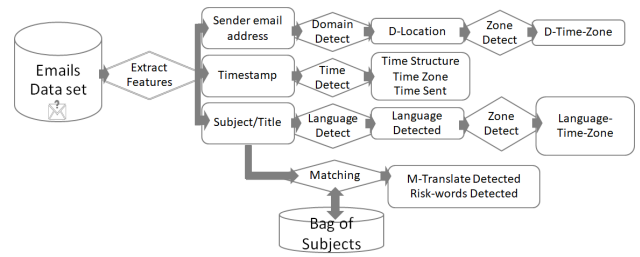 Emails
Data set
?
Extract
Features
Sender email
address
Domain
Detect
D-Location
Zone
Detect
D-Time-Zone
Timestamp
Time
Detect
Time Structure
Time Zone
Time Sent
Subject/Title
Language
Detect
Language
Detected
Zone
Detect
Language-
Time-Zone
Matching
M-Translate Detected
Risk-words Detected
Bag of
Subjects